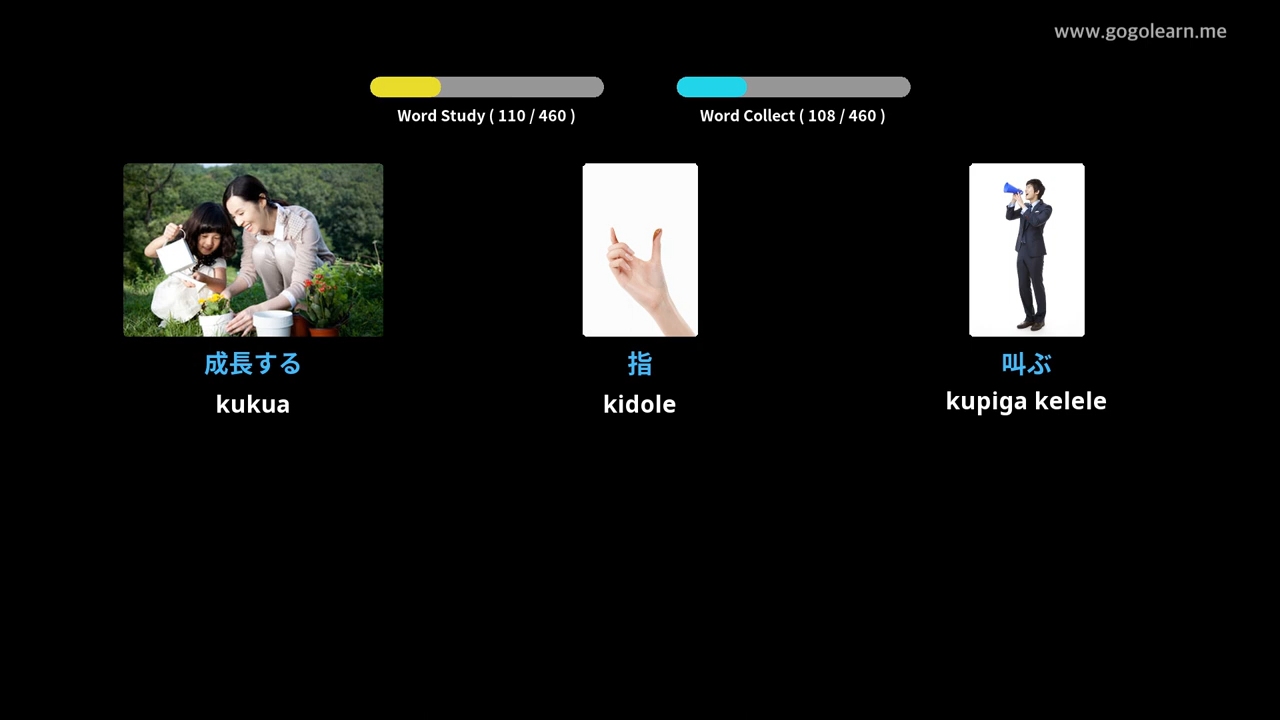 www.gogolearn.me
Word Study ( 110 / 460 )
Word Collect ( 108 / 460 )
成長する
kukua
指
kidole
叫ぶ
kupiga kelele